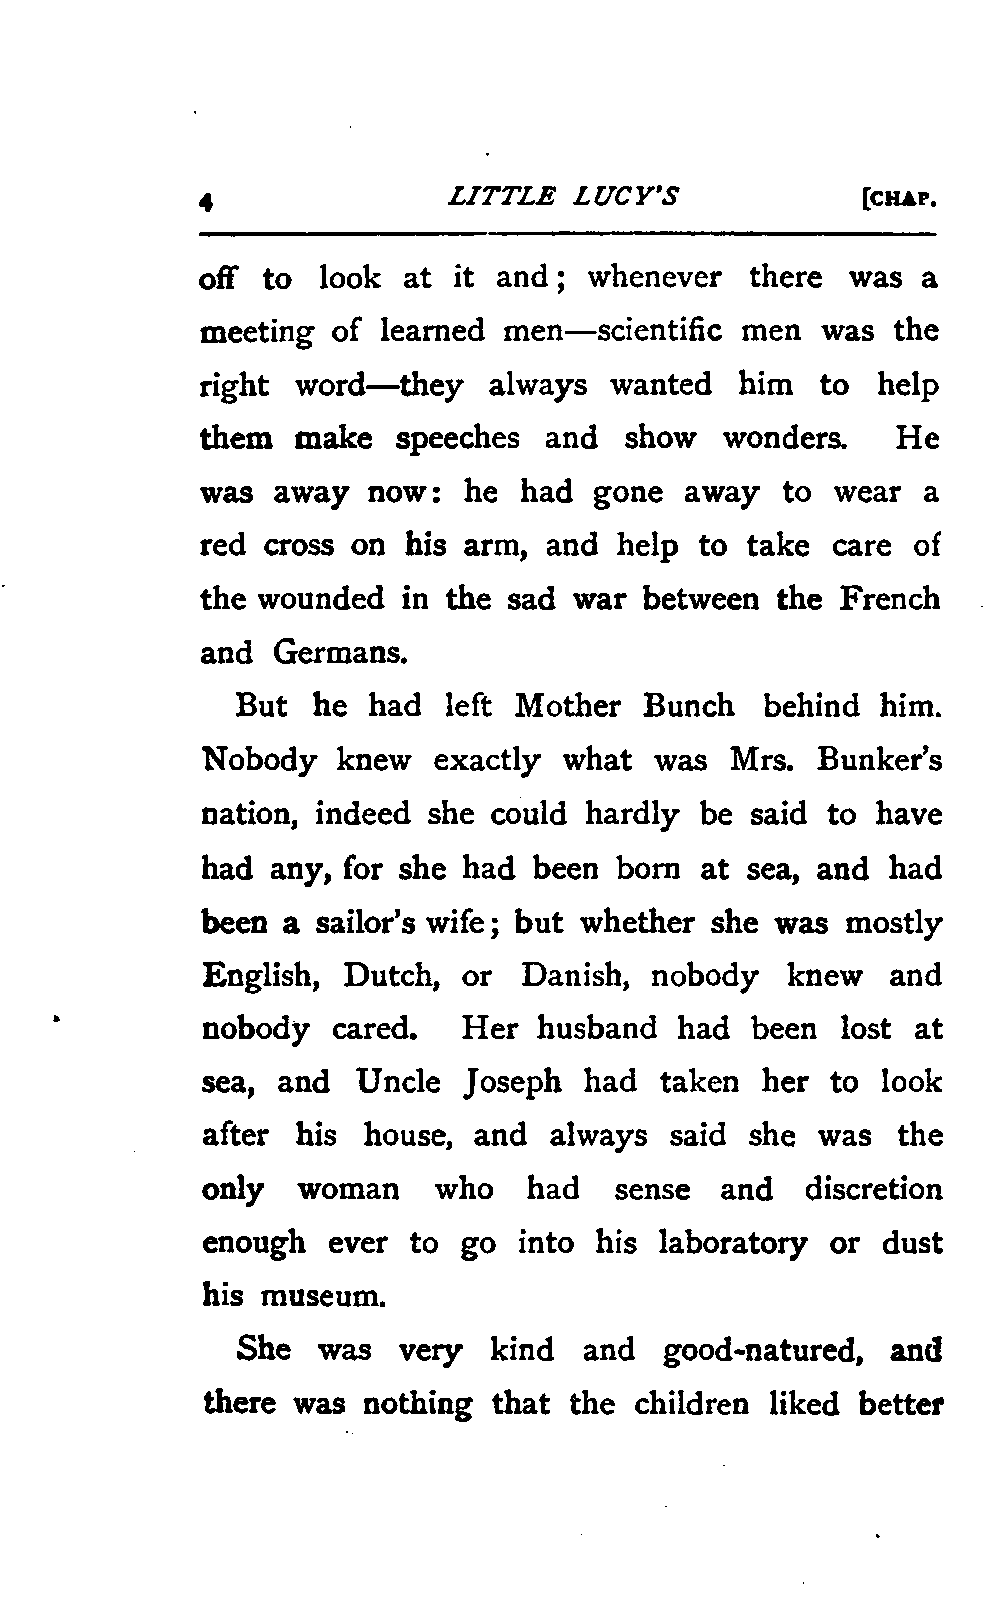 4 LITTLE LUCY'S [CHAP.
off to look at it and; whenever there was a
meeting of learned men—scientific men was the
right word—they always wanted him to help
them make speeches and show wonders. He
was away now: he had gone away to wear a
red cross on his arm, and help to take care of
the wounded in the sad war between the French
and Germans.
But he had left Mother Bunch behind him.
Nobody knew exactly what was Mrs. Bunker's
nation, indeed she could hardly be said to have
had any, for she had been born at sea, and had
been a sailor's wife; but whether she was mostly
English, Dutch, or Danish, nobody knew and
nobody cared. Her husband had been lost at
sea, and Uncle Joseph had taken her to look
after his house, and always said she was the
only woman who had sense and discretion
enough ever to go into his laboratory or dust
his museum.
She was very kind and good-natured, and
there was nothing that the children liked better